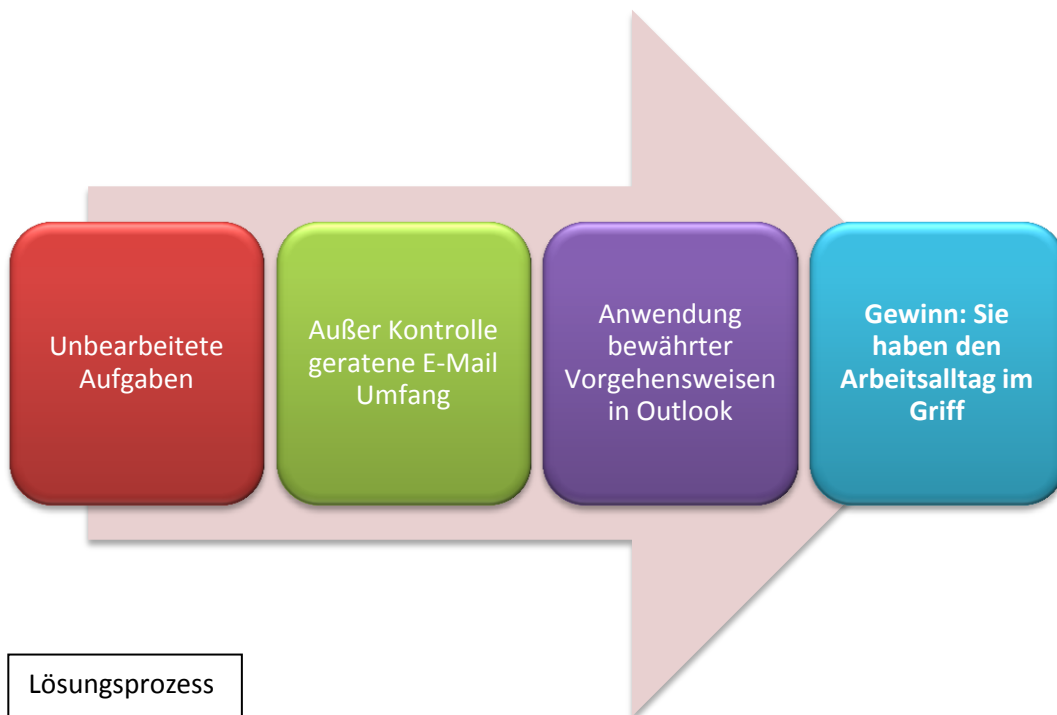 Unbearbeitete
Aufgaben
Außer Kontrolle
geratene E-Mail
Umfang
Anwendung
bewährter
Vorgehensweisen
in Outlook
Gewinn: Sie
haben den
Arbeitsalltag im
Griff
Lösungsprozess